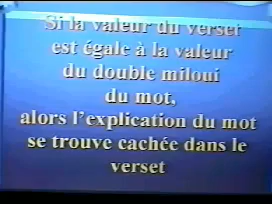 Si la valeur du verset
est égale à la valeur
du double miloui
du mot,
alors l'explication du mot
se trouve cachée dans le
verset